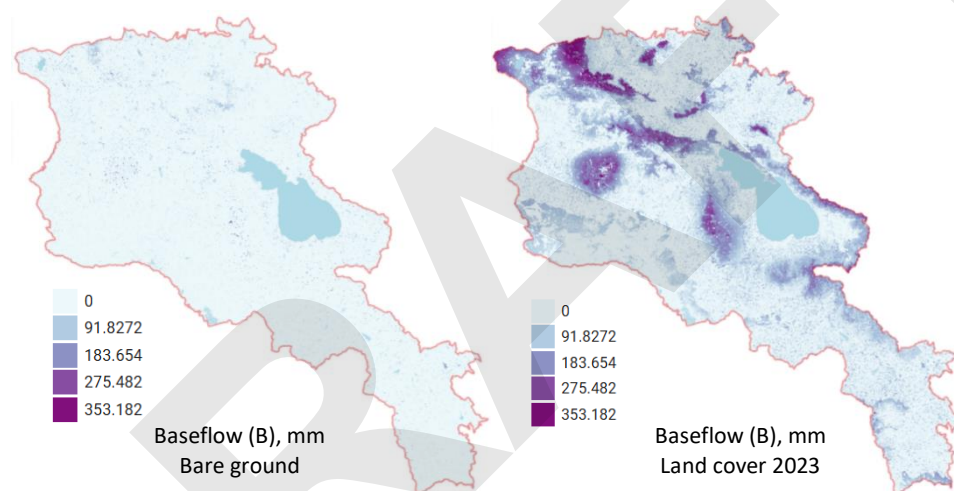 0
91.8272
183.654
275.482
353.182
Baseflow (B), mm
Bare ground
0
91.8272
183.654
275.482
353.182
Baseflow (B), mm
Land cover 2023